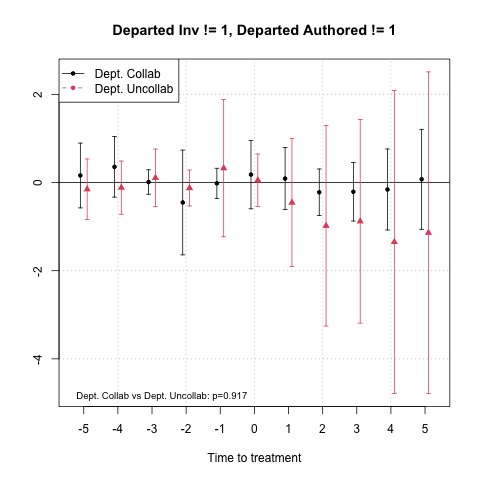 Departed Inv != 1, Departed Authored != 1
Dept. Collab
Dept. Uncollab
2
0
-2
-4
Dept. Collab vs Dept. Uncollab: p=0.917
-5 -4 -3 -2 -1 0 1 2 3 4 5
Time to treatment